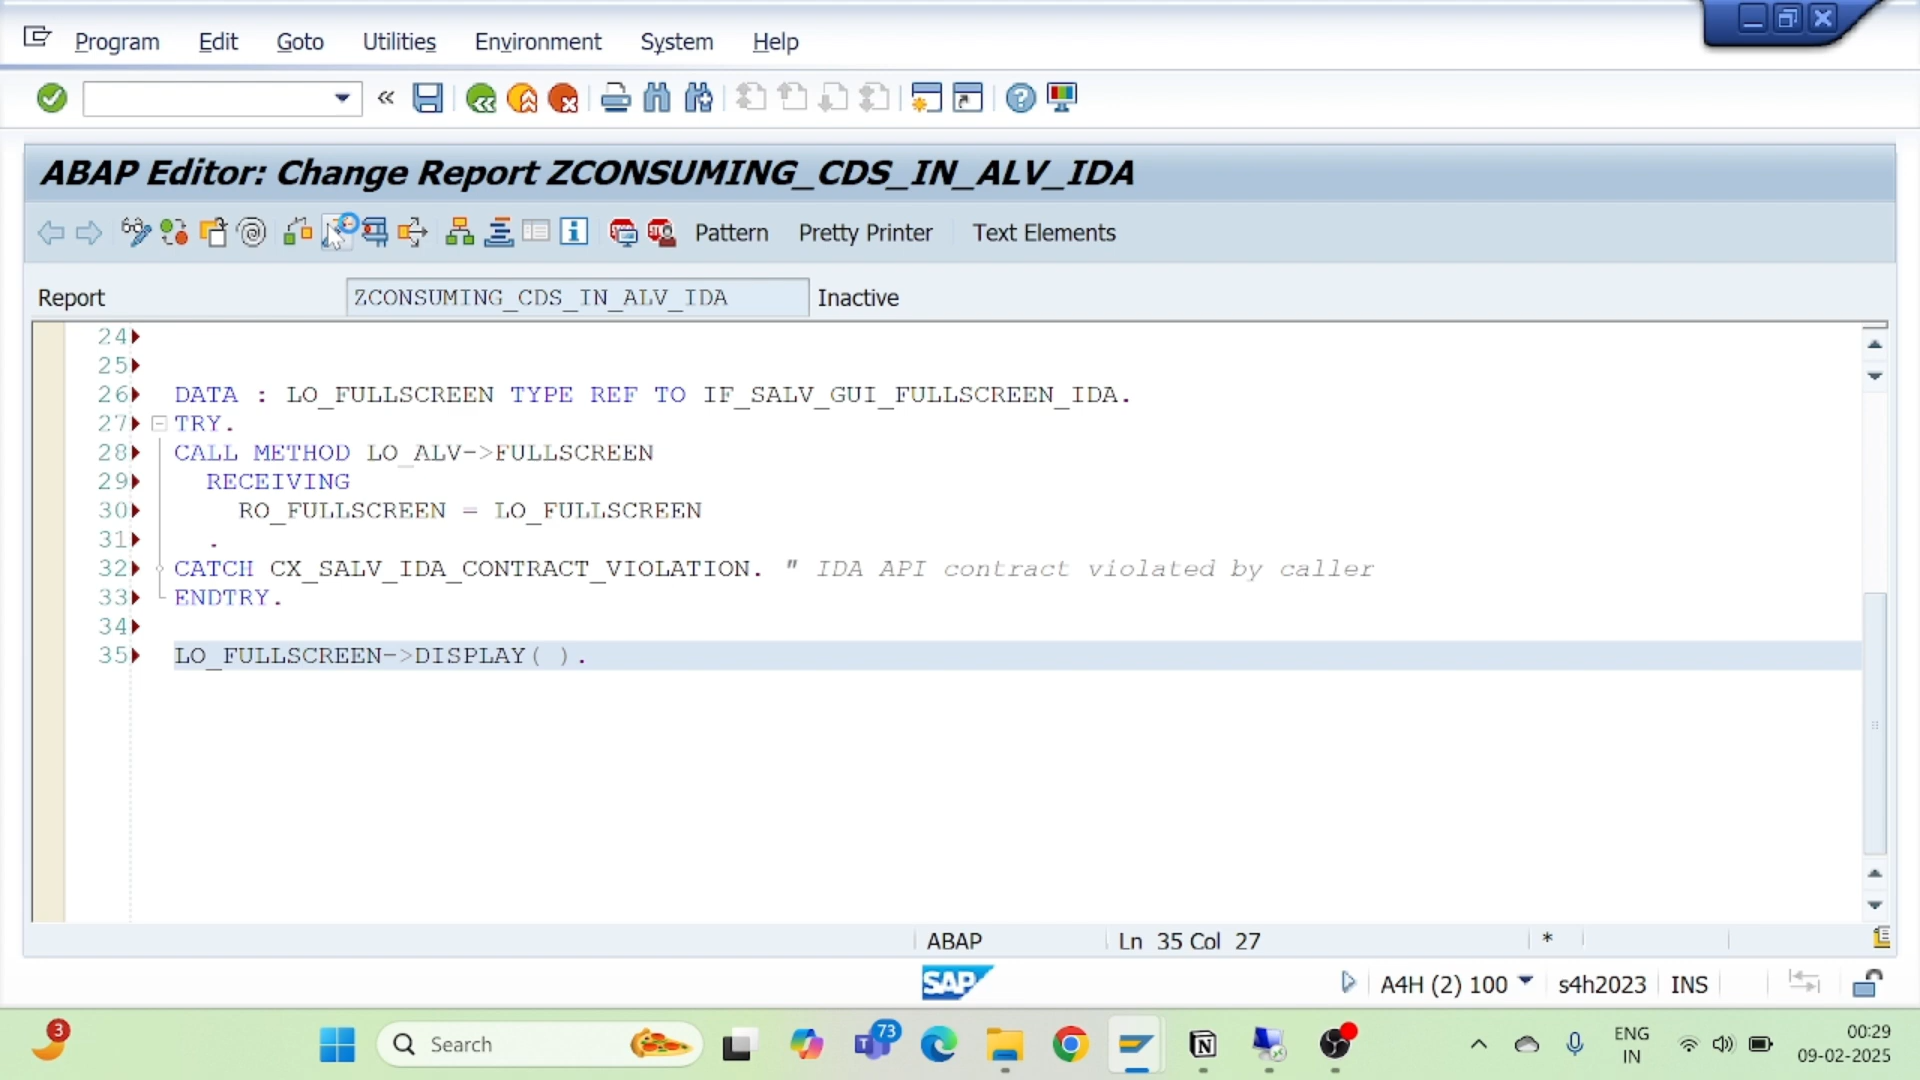 Program Edit Goto Utilities Environment System Help
«
ABAP Editor: Change Report ZCONSUMING_CDS_IN_ALV_IDA
Pattern Pretty Printer Text Elements
Report ZCONSUMING_CDS_IN_ALV_IDA Inactive
24
25
26 DATA : LO_FULLSCREEN TYPE REF TO IF_SALV_GUI_FULLSCREEN_IDA.
27 TRY.
28 CALL METHOD LO_ALV->FULLSCREEN
29 RECEIVING
30 RO_FULLSCREEN = LO_FULLSCREEN
31 .
32 CATCH CX_SALV_IDA_CONTRACT_VIOLATION. " IDA API contract violated by caller
33 ENDTRY.
34
35 LO_FULLSCREEN->DISPLAY( ).
ABAP Ln 35 Col 27 *
SAP A4H (2) 100 s4h2023 INS
3 Search 73 ENG IN 00:29
09-02-2025